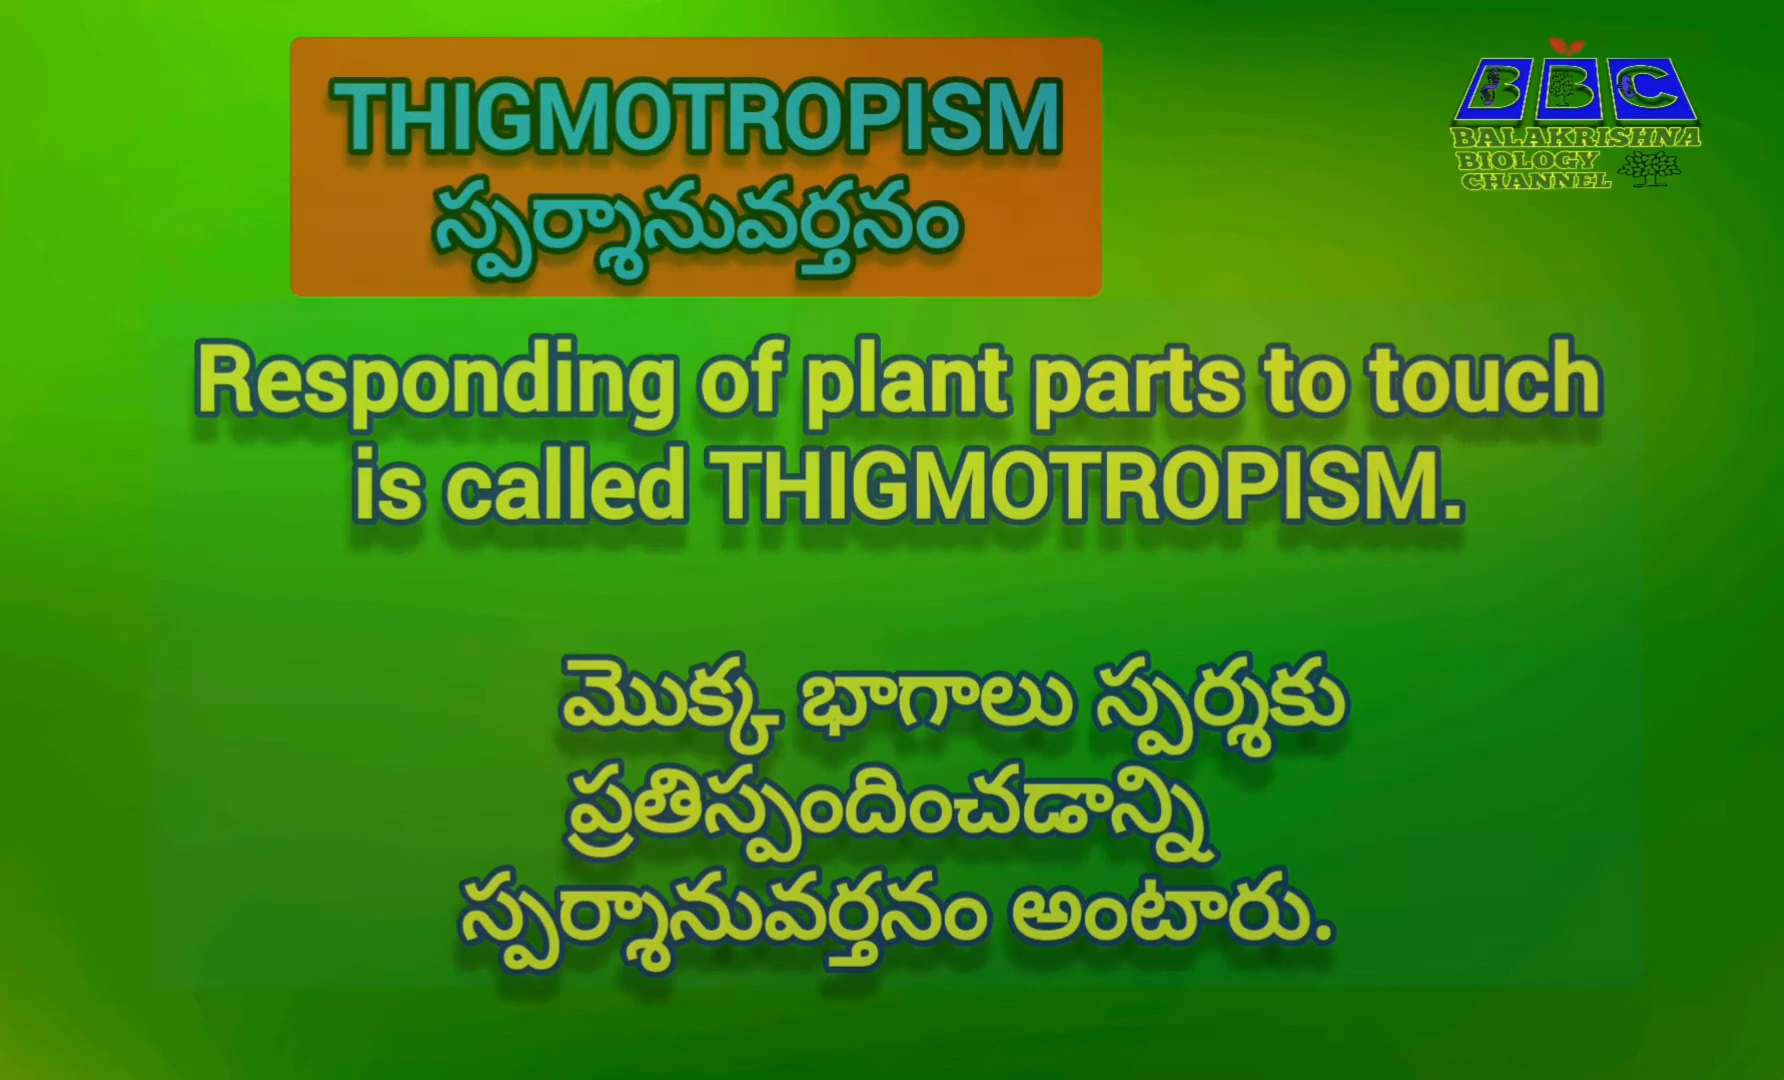 THIGMOTROPISM
స్పర్శానువర్తనం
BBC
BALAKRISHNA
BIOLOGY
CHANNEL
Responding of plant parts to touch
is called THIGMOTROPISM.
మొక్క భాగాలు స్పర్శకు
ప్రతిస్పందించడాన్ని
స్పర్శానువర్తనం అంటారు.